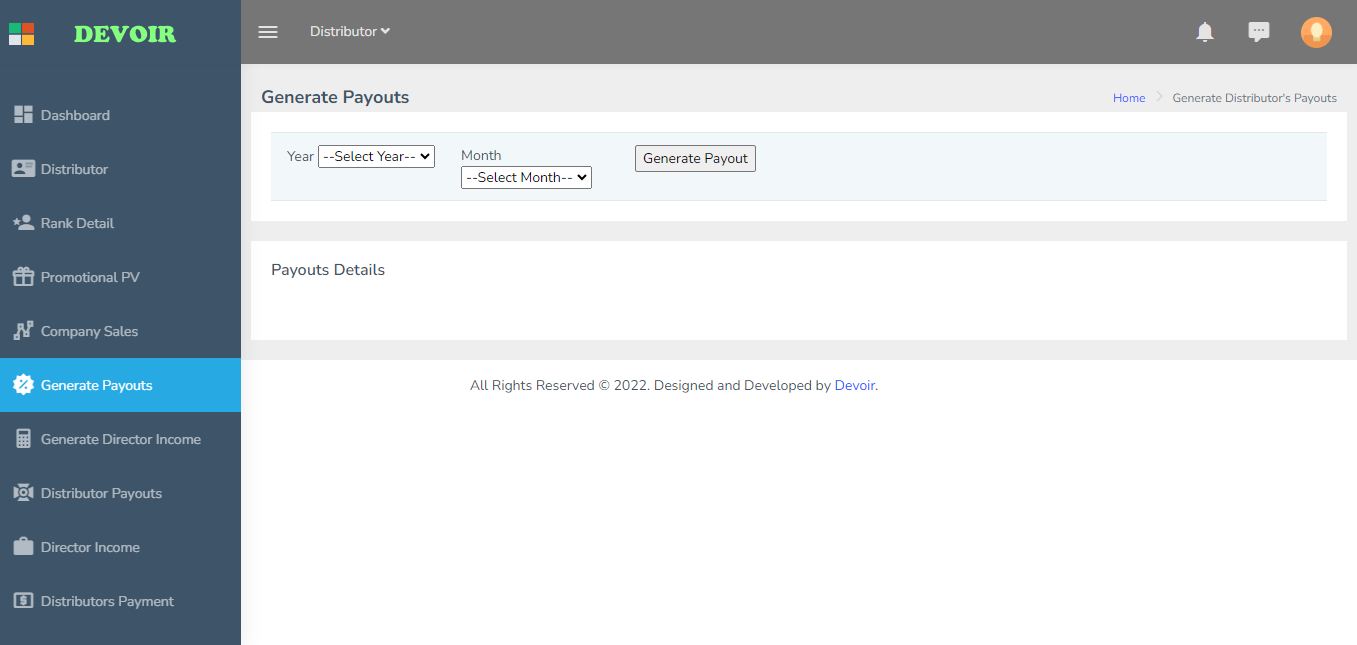 DEVOIR
Distributor
Dashboard
Distributor
Rank Detail
Promotional PV
Company Sales
Generate Payouts
Generate Director Income
Distributor Payouts
Director Income
Distributors Payment
Generate Payouts
Home Generate Distributor's Payouts
Year --Select Year--
Month
--Select Month--
Generate Payout
Payouts Details
All Rights Reserved © 2022. Designed and Developed by Devoir.